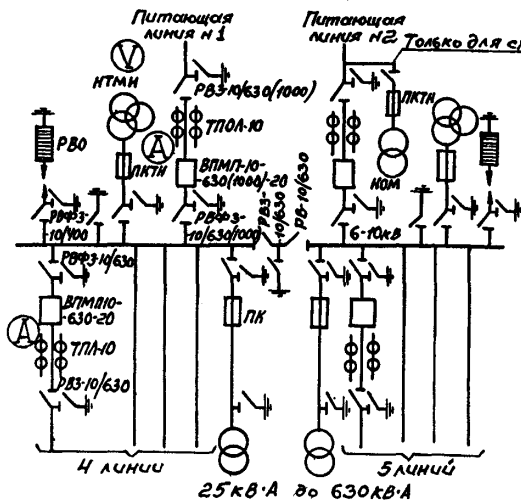 Питающая
линия н1
Питающая
линия н2
Только для
V
НТМИ
РВЗ-10/630(1000)
ПКТН
РВО
А
ТПОЛ-10
ПКТН
НОМ
ВПМП-10-
-630(1000)-20
РВФЗ-
10/400
РВФЗ-
10/630/1000
РВЗ-
10/630
РВ-10/630
6-10кВ
РВФЗ-10/630
ВПМП10-
-630-20
А
ТПЛ-10
РВЗ-10/630
ПК
4 линии
5 линий
25кВ·А до 630кВ·А